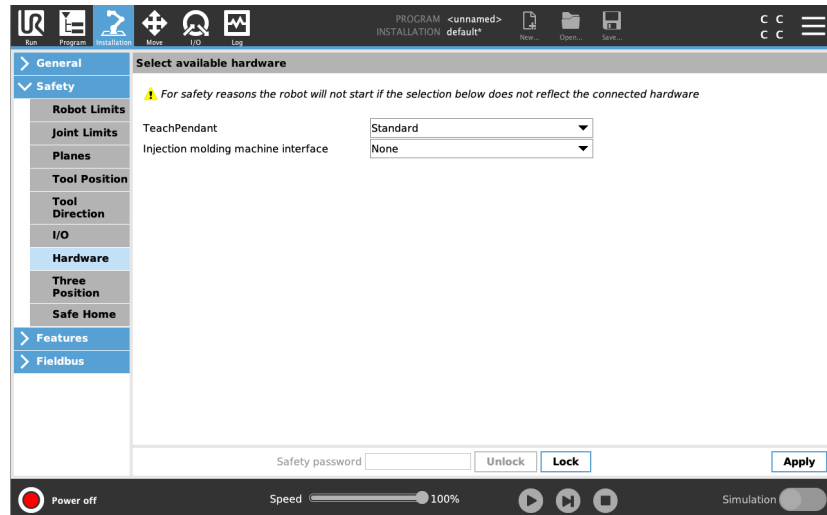 UR
PROGRAM <unnamed>
INSTALLATION default*
C C
C C
Run Program Installation Move I/O Log New... Open... Save...
General
Select available hardware
Safety
For safety reasons the robot will not start if the selection below does not reflect the connected hardware
Robot Limits
TeachPendant Standard
Joint Limits
Injection molding machine interface None
Planes
Tool Position
Tool
Direction
I/O
Hardware
Three
Position
Safe Home
Features
Fieldbus
Safety password Unlock Lock Apply
Power off Speed 100% Simulation